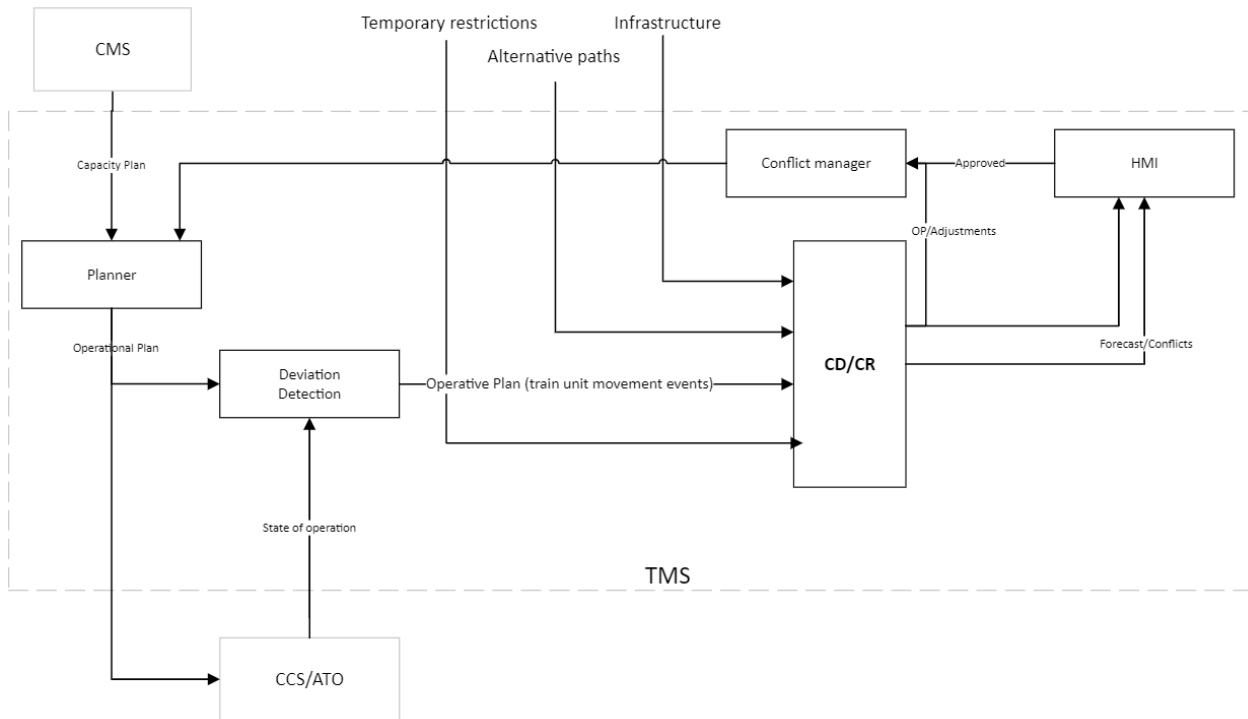 Temporary restrictions
Infrastructure
CMS
Alternative paths
Capacity Plan
Conflict manager
Approved
HMI
OP/Adjustments
Planner
Operational Plan
Forecast/Conflicts
Deviation
Detection
Operative Plan (train unit movement events)
CD/CR
State of operation
TMS
CCS/ATO